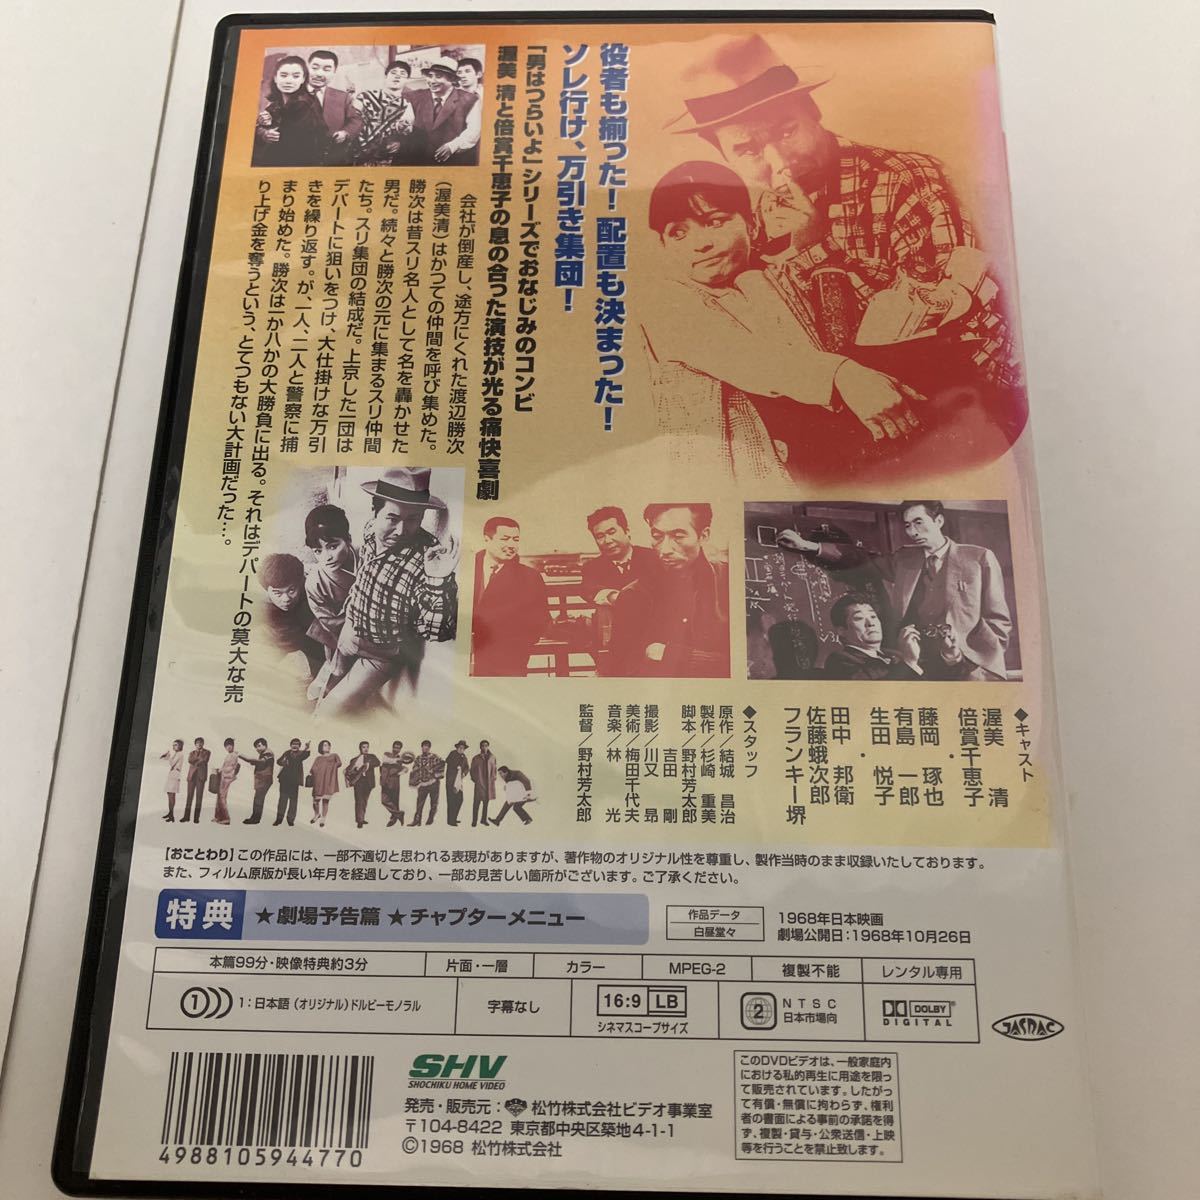 役者も揃った！配置も決まった！
ソレ行け、万引き集団！
「男はつらいよ」シリーズでおなじみのコンビ
渥美 清と倍賞千恵子の息の合った演技が光る痛快喜劇
会社が倒産し、途方にくれた渡辺勝次
（渥美清）はかつての仲間を呼び集めた。
勝次は昔スリ名人として名を轟かせた
男だ。続々と勝次の元に集まるスリ仲間
たち。スリ集団の結成だ。上京した一団は
デパートに狙いをつけ、大仕掛けな万引
きを繰り返す。が、一人、二人と警察に捕
まり始めた。勝次は一か八かの大勝負に出る。それはデパートの莫大な売
り上げ金を奪うという、とてつもない大計画だった…。
◆キャスト
渥美 清
倍賞千恵子
藤岡 琢也
有島 一郎
生田 悦子
田中 邦衛
佐藤蛾次郎
フランキー堺
◆スタッフ
原作／結城 昌治
製作／杉崎 重美
脚本／野村芳太郎
吉田 剛
撮影／川又 昂
美術／梅田千代夫
音楽／林 光
監督／野村芳太郎
【おことわり】この作品には、一部不適切と思われる表現がありますが、著作物のオリジナル性を尊重し、製作当時のまま収録いたしております。
また、フィルム原版が長い年月を経過しており、一部お見苦しい箇所がございます。ご了承ください。
特典 ★劇場予告篇 ★チャプターメニュー
作品データ
白昼堂々
1968年日本映画
劇場公開日：1968年10月26日
本篇99分・映像特典約3分 片面・一層 カラー MPEG-2 複製不能 レンタル専用
1 1：日本語（オリジナル）ドルビーモノラル 字幕なし 16:9 LB シネマスコープサイズ 2 NTSC 日本市場向 DOLBY DIGITAL
JASRAC
SHV
SHOCHIKU HOME VIDEO
発売・販売元： 松竹株式会社ビデオ事業室
〒104-8422 東京都中央区築地4-1-1
©1968 松竹株式会社
4988105944770
このDVDビデオは、一般家庭内
における私的再生に用途を限っ
て販売されています。したがっ
て有償・無償に拘わらず、権利
者の書面による事前の承諾を得
ず、複製・貸与・公衆送信・上映
等を行うことを禁止致します。